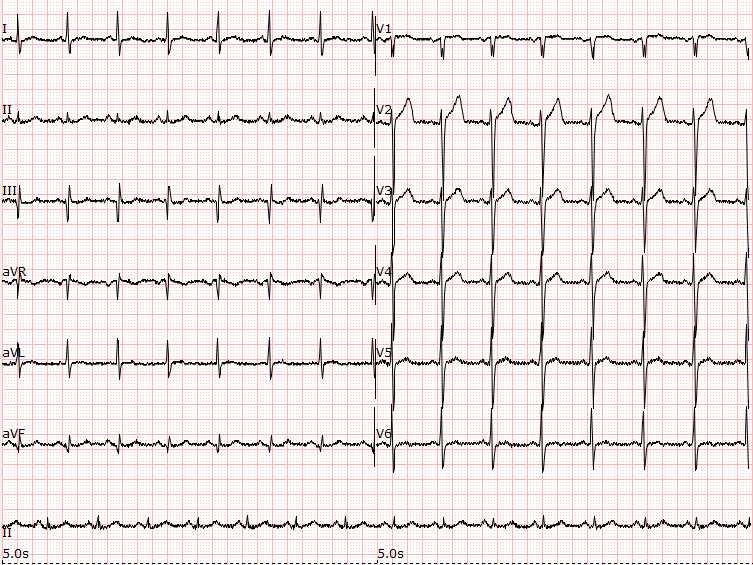 I V1
II V2
III V3
aVR V4
aVL V5
aVF V6
II
5.0s 5.0s